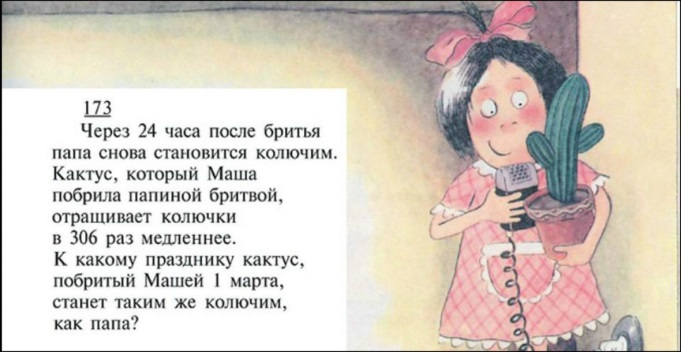 173
Через 24 часа после бритья
папа снова становится колючим.
Кактус, который Маша
побрила папиной бритвой,
отращивает колючки
в 306 раз медленнее.
К какому празднику кактус,
побритый Машей 1 марта,
станет таким же колючим,
как папа?